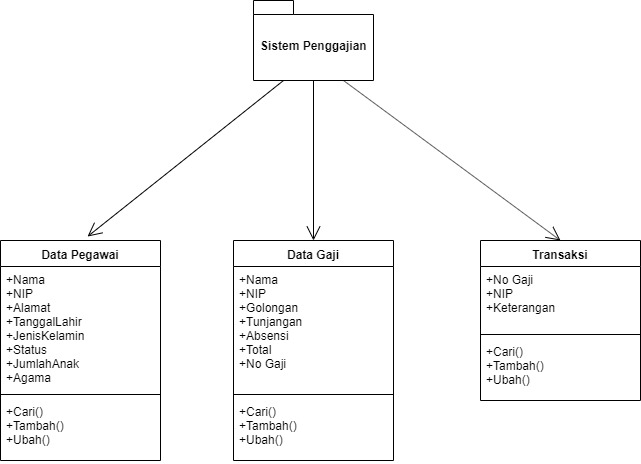 Sistem Penggajian
Data Pegawai
+Nama
+NIP
+Alamat
+TanggalLahir
+JenisKelamin
+Status
+JumlahAnak
+Agama
+Cari()
+Tambah()
+Ubah()
Data Gaji
+Nama
+NIP
+Golongan
+Tunjangan
+Absensi
+Total
+No Gaji
+Cari()
+Tambah()
+Ubah()
Transaksi
+No Gaji
+NIP
+Keterangan
+Cari()
+Tambah()
+Ubah()